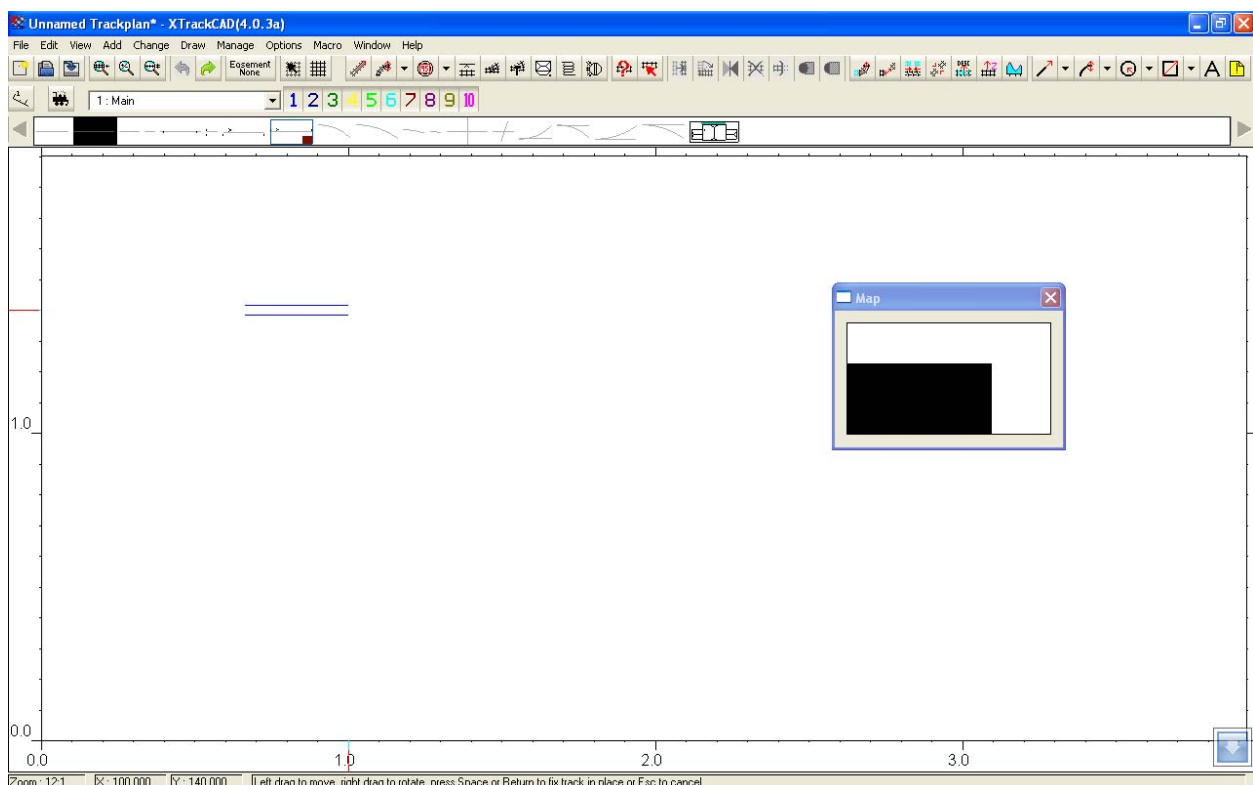 Unnamed Trackplan* - XTrackCAD(4.0.3a)
File Edit View Add Change Draw Manage Options Macro Window Help
Easement None
1 : Main 1 2 3 4 5 6 7 8 9 10
Map
1.0
0.0
0.0 1.0 2.0 3.0
Zoom : 12:1 X : 100.000 Y : 140.000 Left drag to move, right drag to rotate, press Space or Return to fix track in place or Esc to cancel